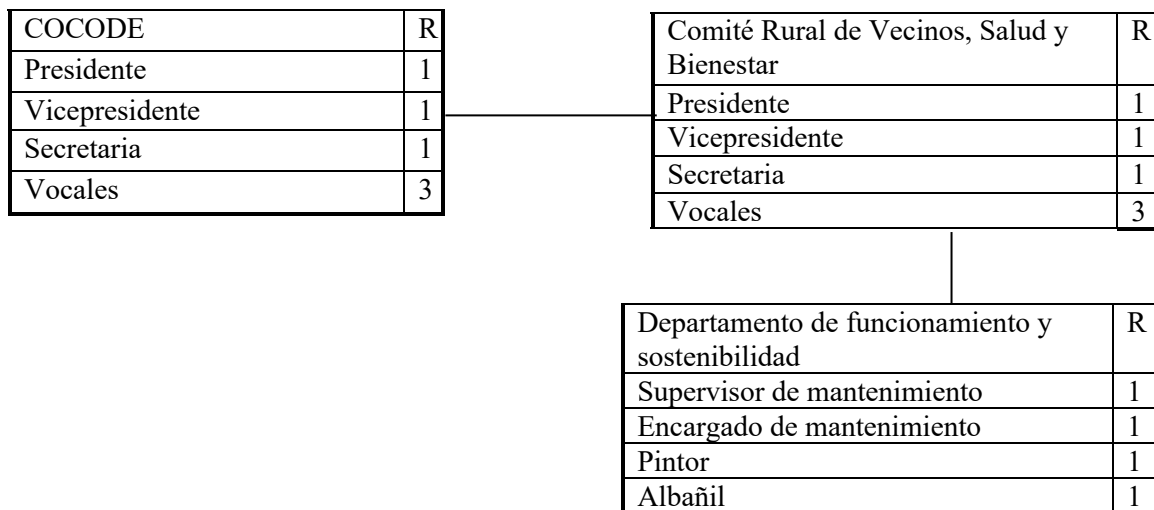 COCODE R
Presidente 1
Vicepresidente 1
Secretaria 1
Vocales 3
Comité Rural de Vecinos, Salud y R
Bienestar
Presidente 1
Vicepresidente 1
Secretaria 1
Vocales 3
Departamento de funcionamiento y R
sostenibilidad
Supervisor de mantenimiento 1
Encargado de mantenimiento 1
Pintor 1
Albañil 1